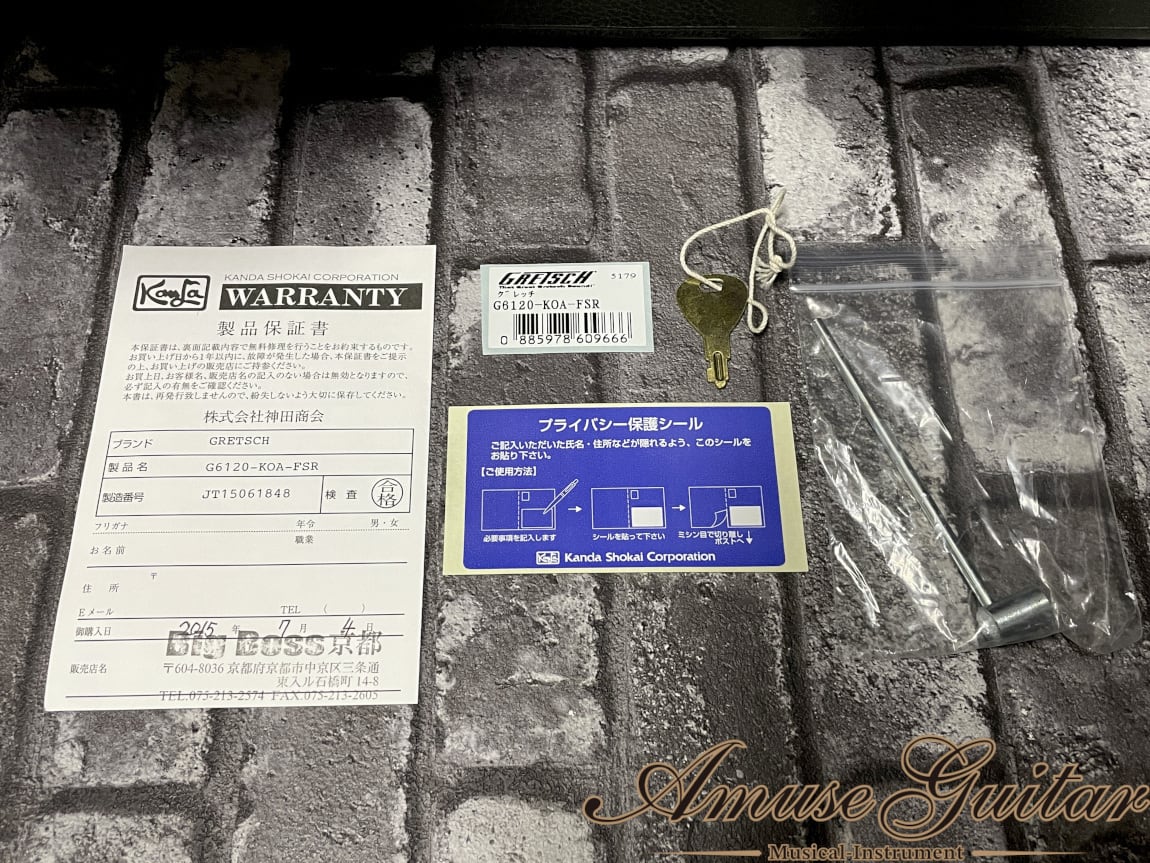 Kanda
KANDA SHOKAI CORPORATION
WARRANTY
製品保証書
本保証書は、裏面記載内容で無料修理を行うことをお約束するものです。
お買い上げ日から1年以内に、故障が発生した場合、本保証書をご提示
の上、お買い上げの販売店にご持参ください。
お買上日、お客様名、販売店名の記入のない場合は無効となりますので、
必ず記入の有無をご確認ください。
本書は、再発行致しませんので、紛失しないよう大切に保存してください。
株式会社神田商会
ブランド GRETSCH
製品名 G6120-KOA-FSR
製造番号 JT15061848 検査 合格
フリガナ 年令 男・女
お名前 職業
〒
住所
Eメール TEL ( )
御購入日 2015 年 7 月 4 日
Big Boss 京都
販売店名 〒604-8036 京都府京都市中京区三条通
東入ル石橋町 14-8
TEL.075-213-2574 FAX.075-213-2605
GRETSCH 5179
That Great Gretsch Sound!
グレッチ
G6120-KOA-FSR
0 885978 609666
プライバシー保護シール
ご記入いただいた氏名・住所などが隠れるよう、このシールを
お貼り下さい。
【ご使用方法】
必要事項を記入します シールを貼って下さい ミシン目で切り離し
ポストへ
Kanda Kanda Shokai Corporation
Amuse Guitar
Musical-Instrument